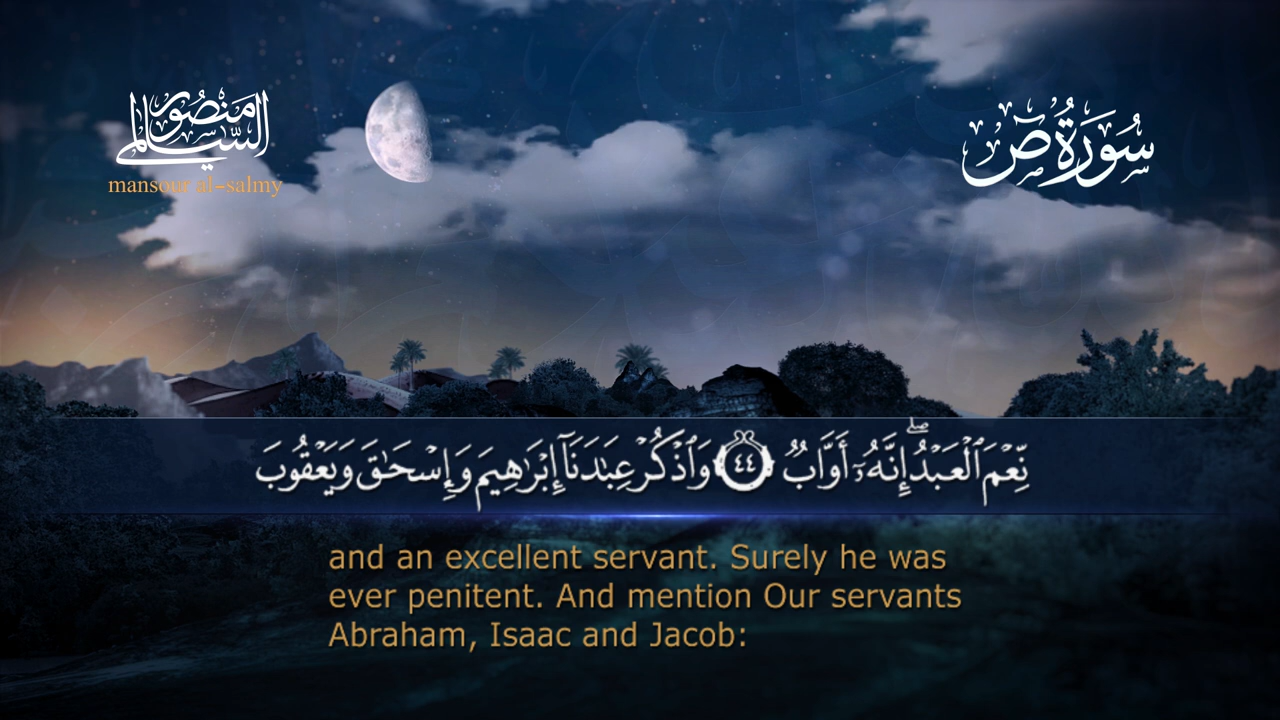 منصور
السالمي
mansour al-salmy
سُورَةُ صٓ
نِّعْمَ ٱلْعَبْدُ ۖ إِنَّهُۥٓ أَوَّابٌ ٤٤ وَٱذْكُرْ عِبَـٰدَنَآ إِبْرَٰهِيمَ وَإِسْحَـٰقَ وَيَعْقُوبَ
and an excellent servant. Surely he was
ever penitent. And mention Our servants
Abraham, Isaac and Jacob: